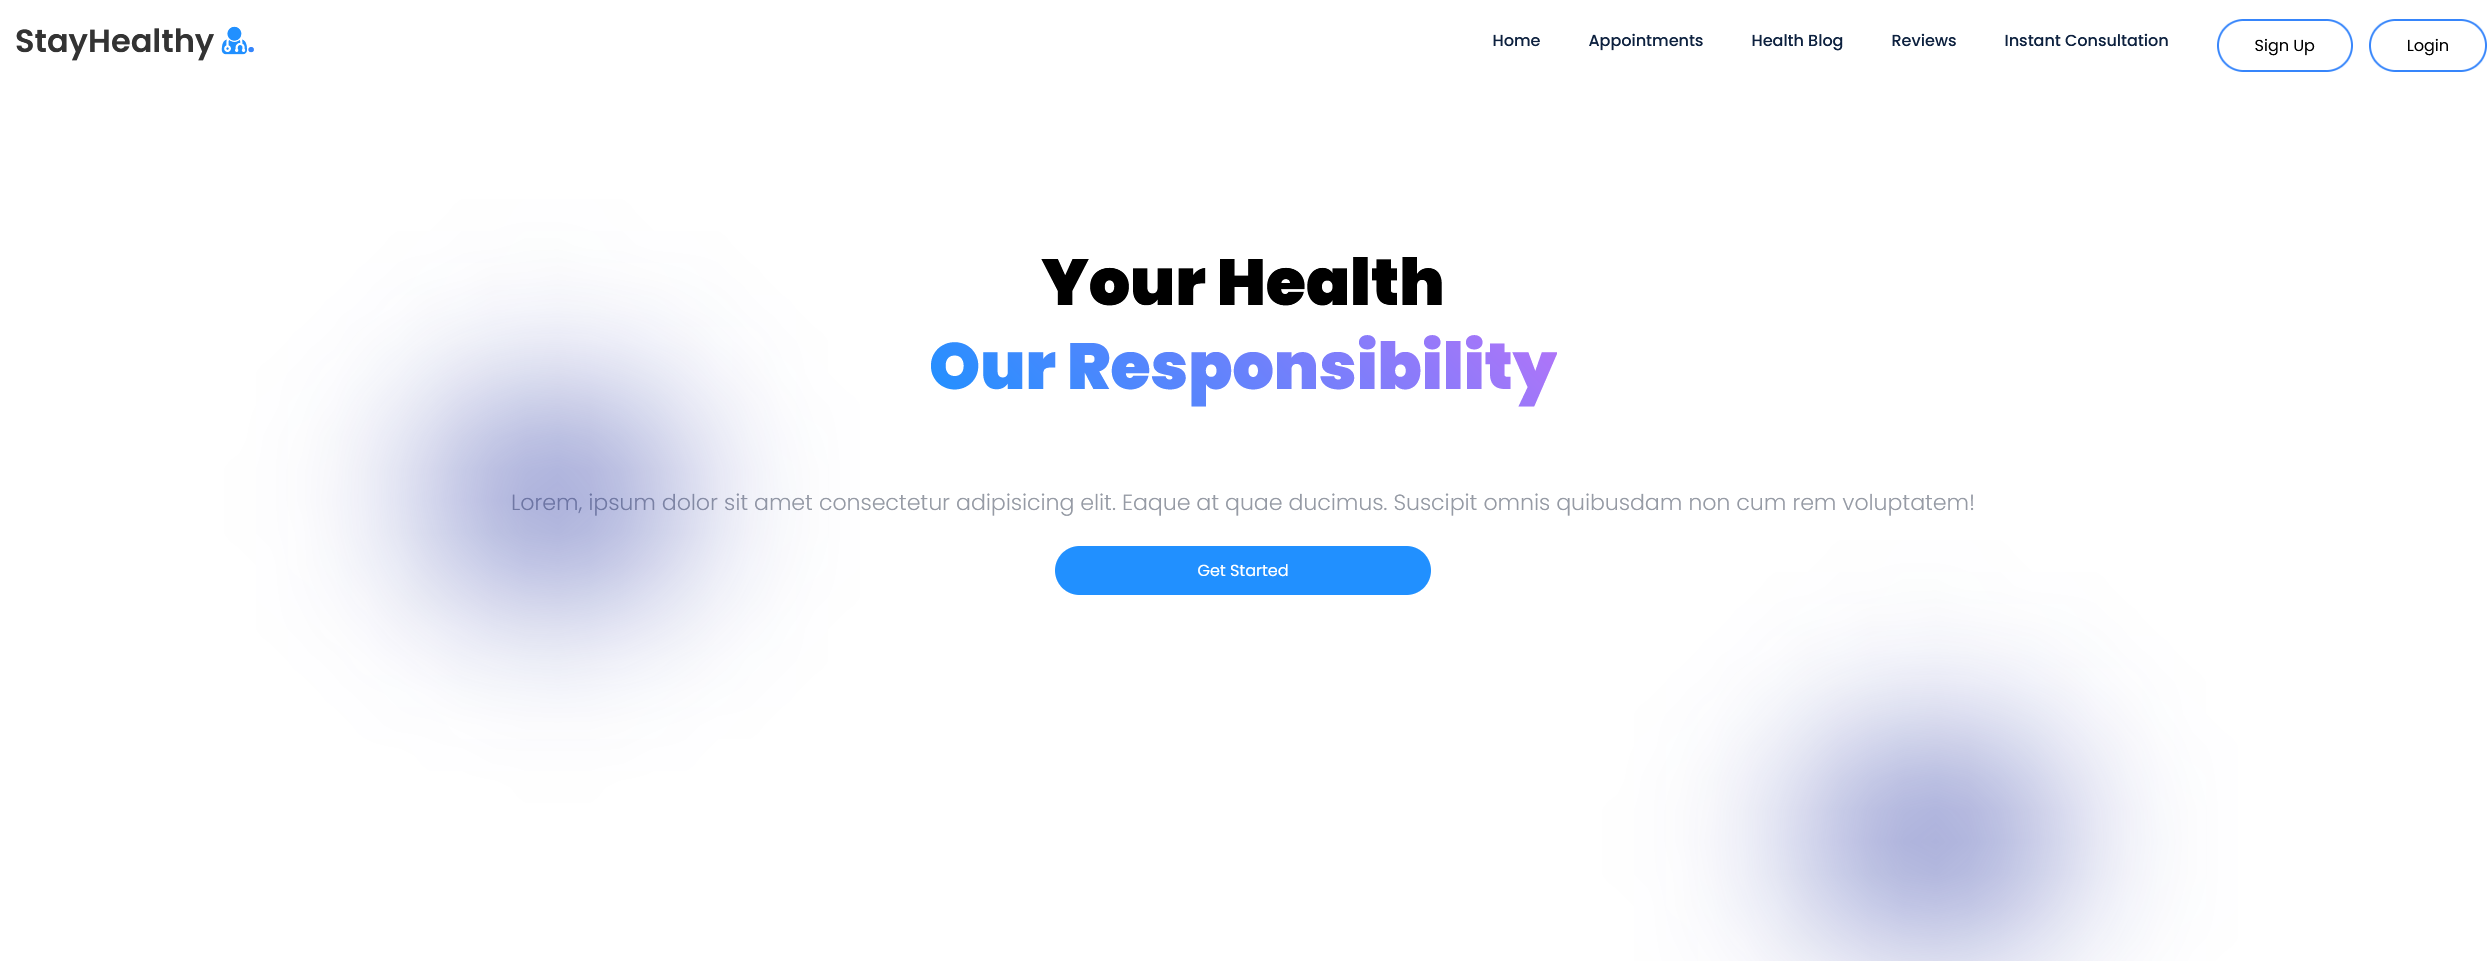 StayHealthy
Home Appointments Health Blog Reviews Instant Consultation Sign Up Login
Your Health
Our Responsibility
Lorem, ipsum dolor sit amet consectetur adipisicing elit. Eaque at quae ducimus. Suscipit omnis quibusdam non cum rem voluptatem!
Get Started